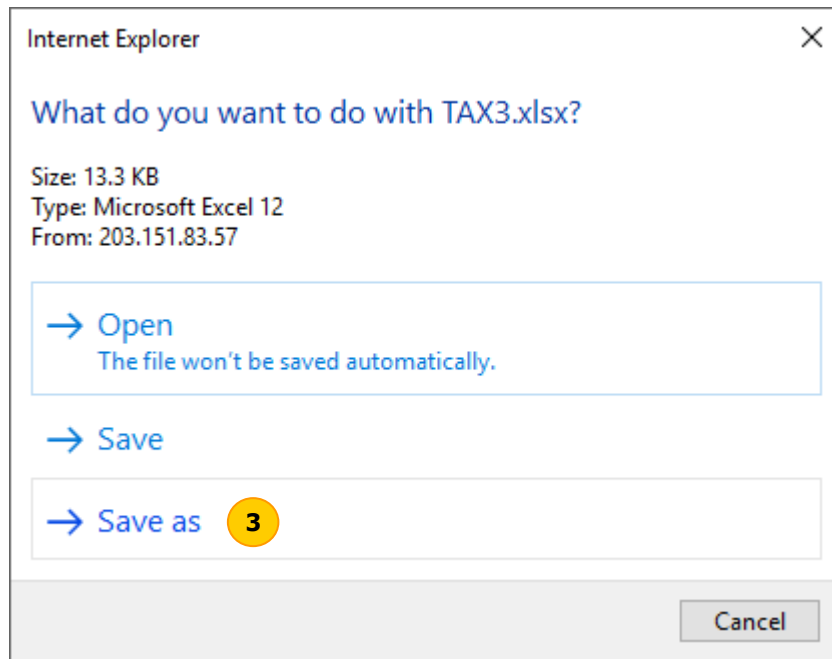 Internet Explorer
What do you want to do with TAX3.xlsx?
Size: 13.3 KB
Type: Microsoft Excel 12
From: 203.151.83.57
Open
The file won't be saved automatically.
Save
Save as 3
Cancel